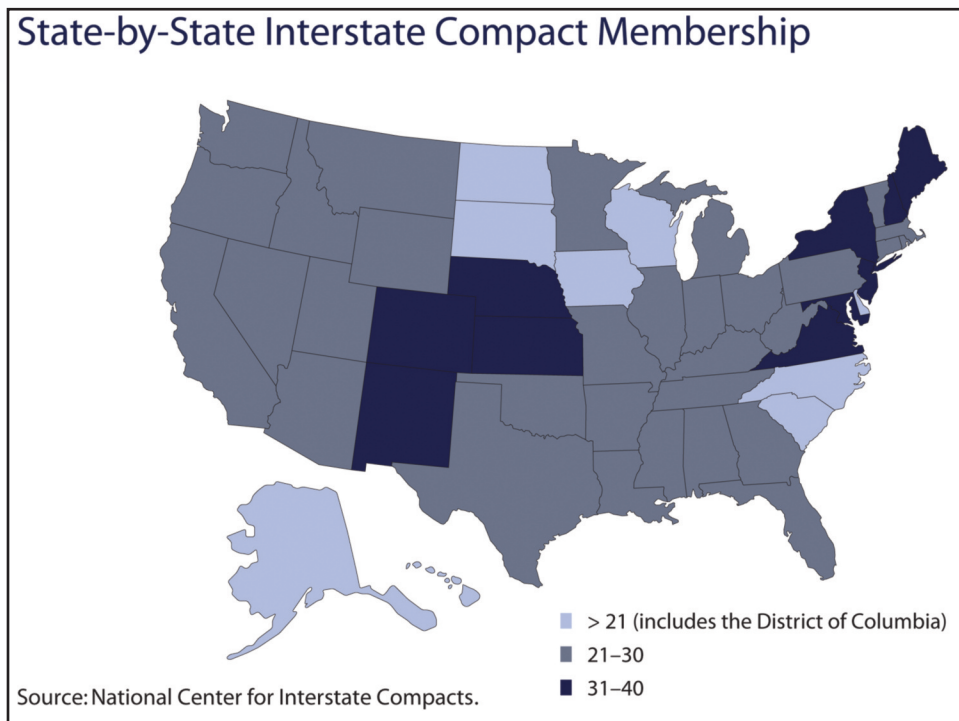 State-by-State Interstate Compact Membership
> 21 (includes the District of Columbia)
21–30
31–40
Source: National Center for Interstate Compacts.